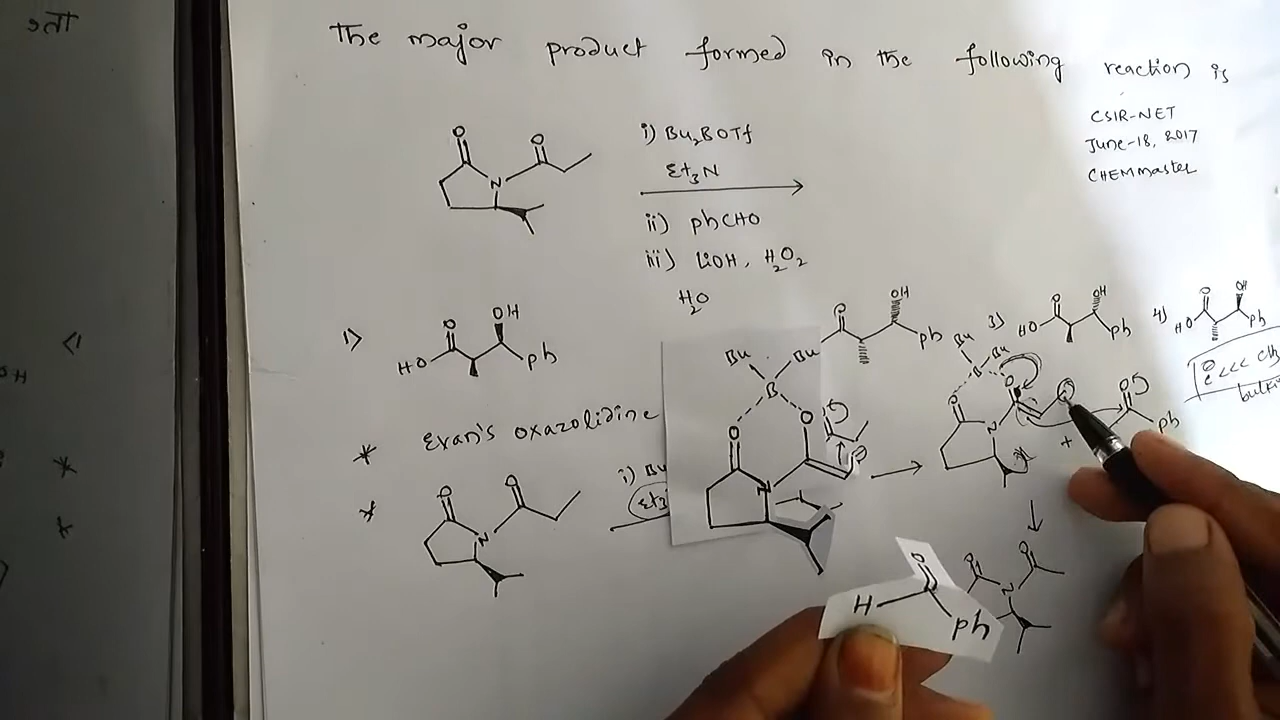 তা
The major product formed in the following reaction is
CSIR-NET
June-18, 2017
CHEMmaster
O O
N
i) Bu2BOTf
Et3N
ii) PhCHO
iii) LiOH, H2O2
H2O
1) HO O OH Ph
O OH Ph
3) HO O OH Ph
4) HO O OH Ph
* Evan's oxazolidine
*
O O
N
i) Bu
Et3
Bu Bu
B
O O
N
Bu Bu
B
O O
N
+
O
Ph
O
H Ph
O O
N
OH
*
*